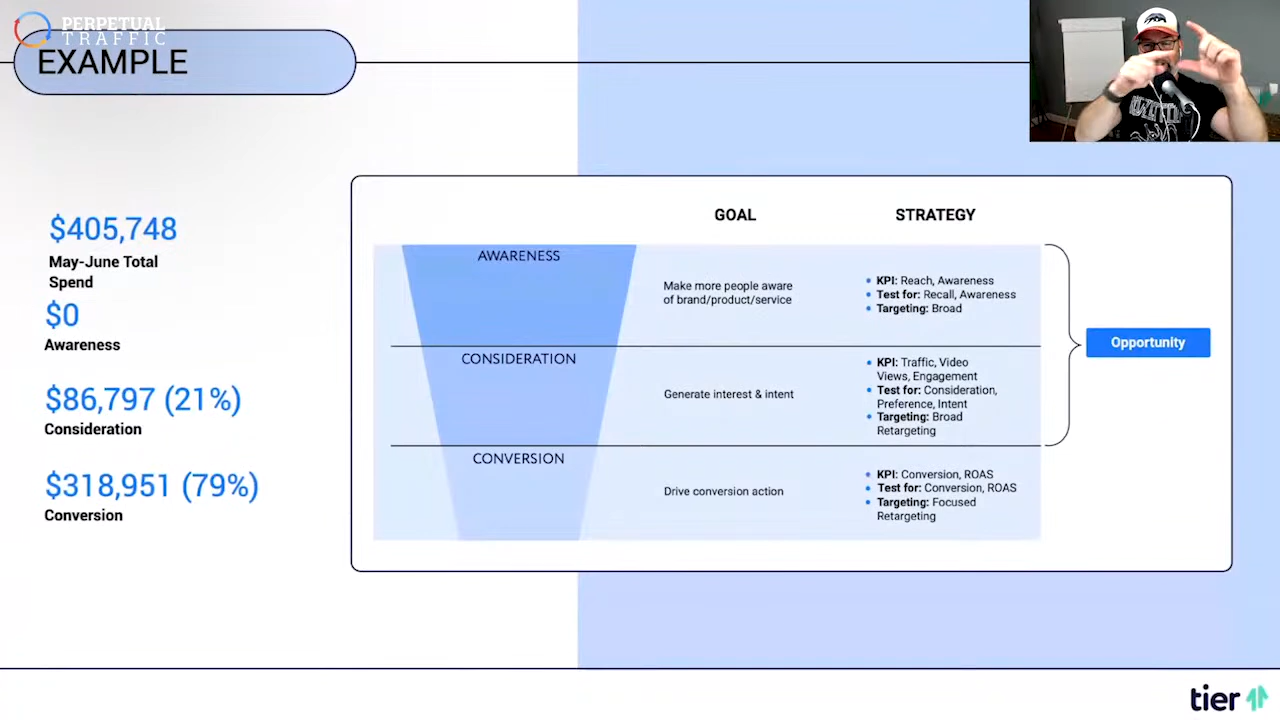 PERPETUAL
TRAFFIC
EXAMPLE
$405,748
May-June Total
Spend
$0
Awareness
$86,797 (21%)
Consideration
$318,951 (79%)
Conversion
GOAL
STRATEGY
AWARENESS
Make more people aware
of brand/product/service
KPI: Reach, Awareness
Test for: Recall, Awareness
Targeting: Broad
CONSIDERATION
Generate interest & intent
KPI: Traffic, Video
Views, Engagement
Test for: Consideration,
Preference, Intent
Targeting: Broad
Retargeting
CONVERSION
Drive conversion action
KPI: Conversion, ROAS
Test for: Conversion, ROAS
Targeting: Focused
Retargeting
Opportunity
tier